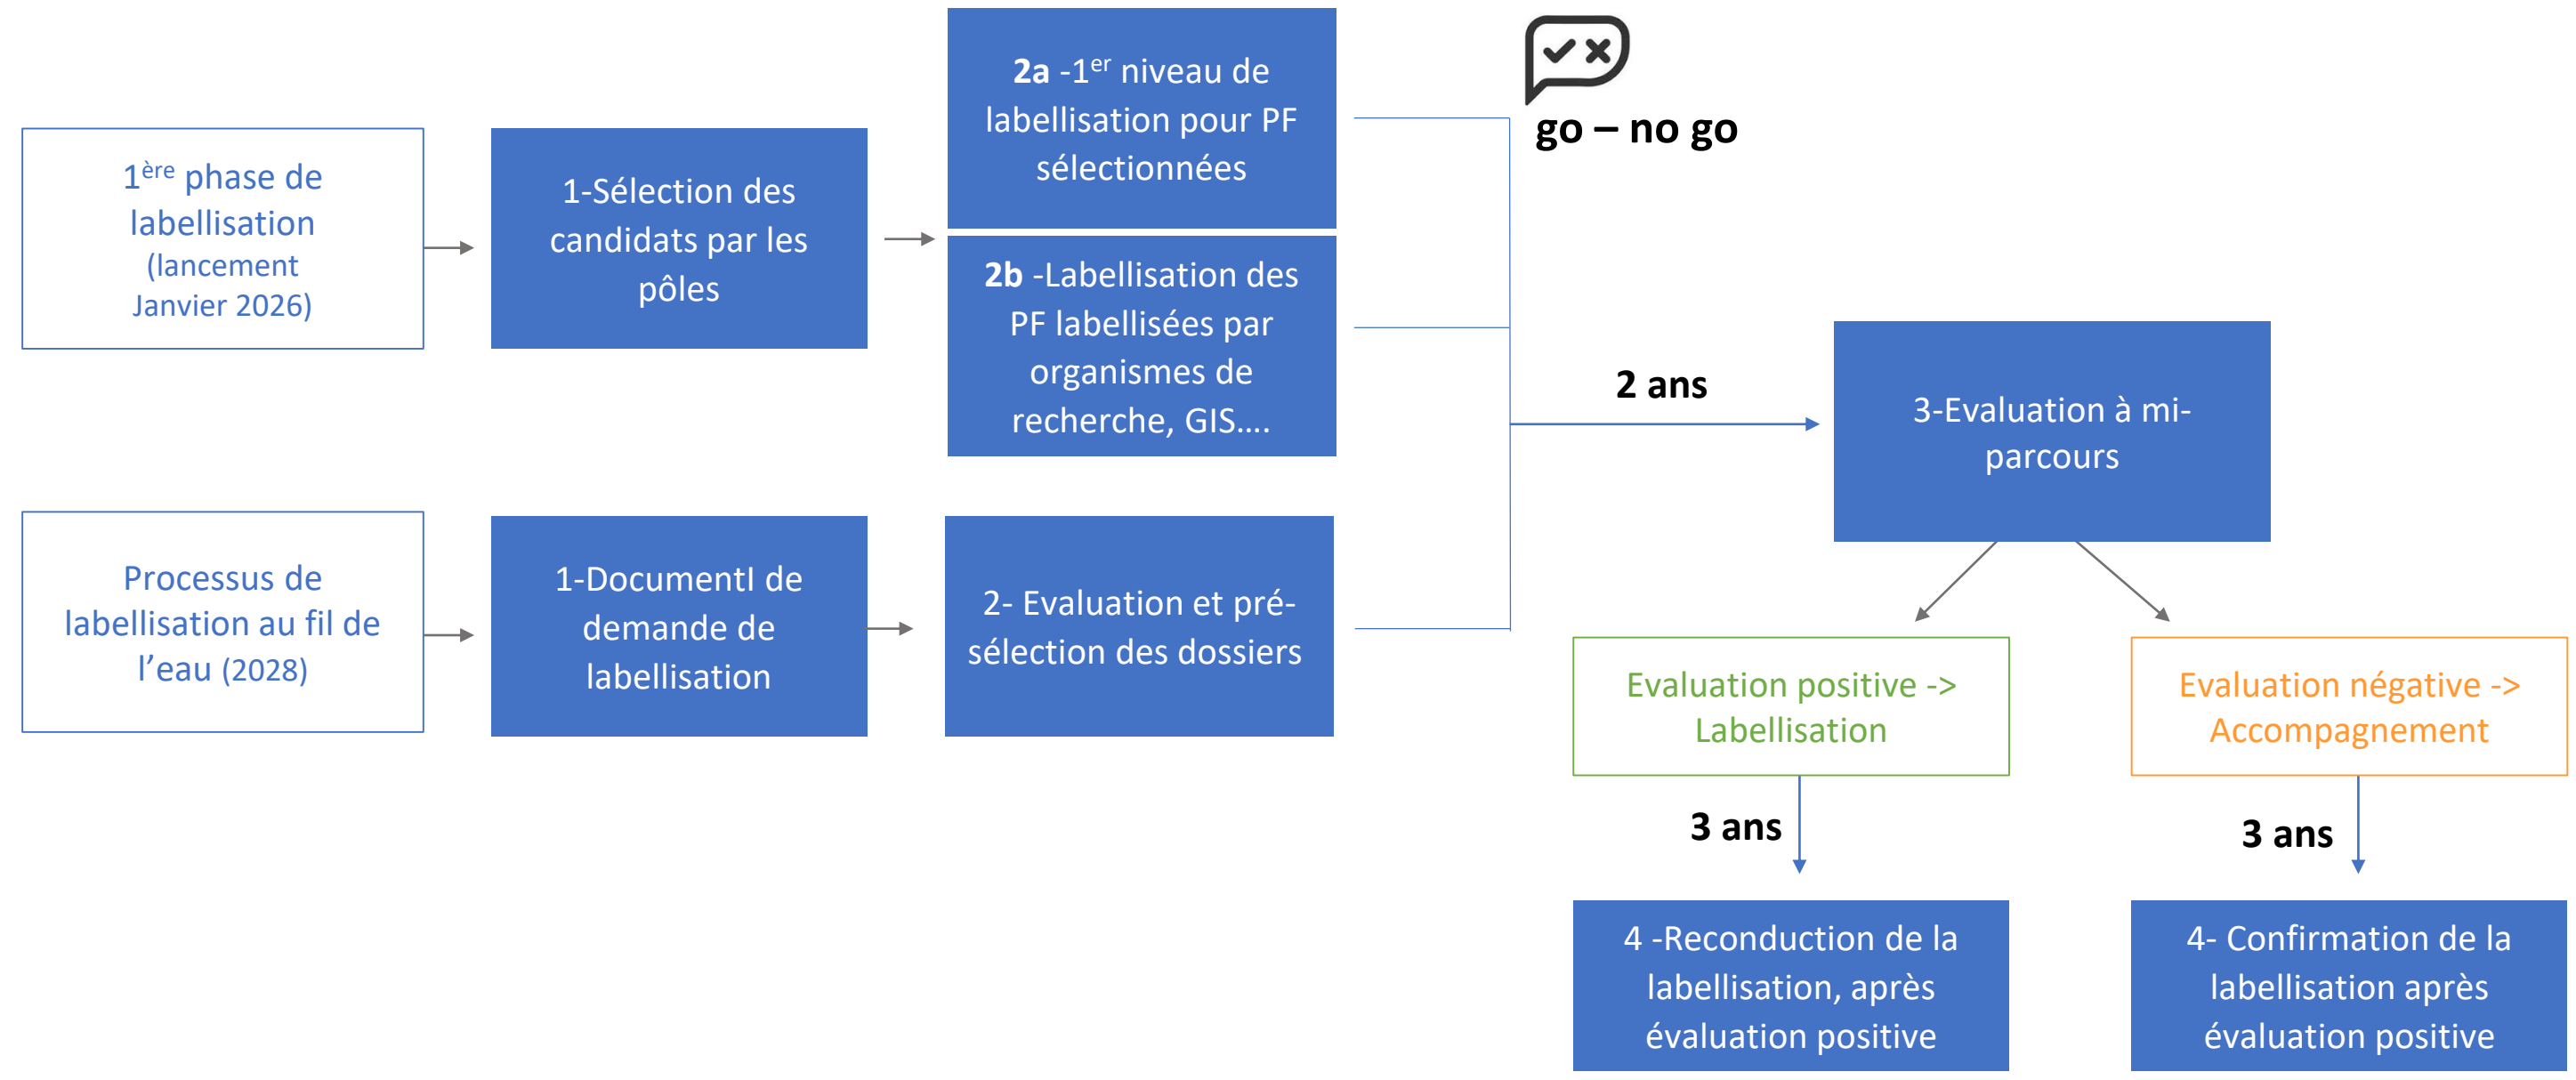 1ère phase de
labellisation
(lancement
Janvier 2026)
1-Sélection des
candidats par les
pôles
2a -1er niveau de
labellisation pour PF
sélectionnées
2b -Labellisation des
PF labellisées par
organismes de
recherche, GIS....
go – no go
2 ans
3-Evaluation à mi-
parcours
Processus de
labellisation au fil de
l’eau (2028)
1-DocumentI de
demande de
labellisation
2- Evaluation et pré-
sélection des dossiers
Evaluation positive ->
Labellisation
Evaluation négative ->
Accompagnement
3 ans
3 ans
4 -Reconduction de la
labellisation, après
évaluation positive
4- Confirmation de la
labellisation après
évaluation positive